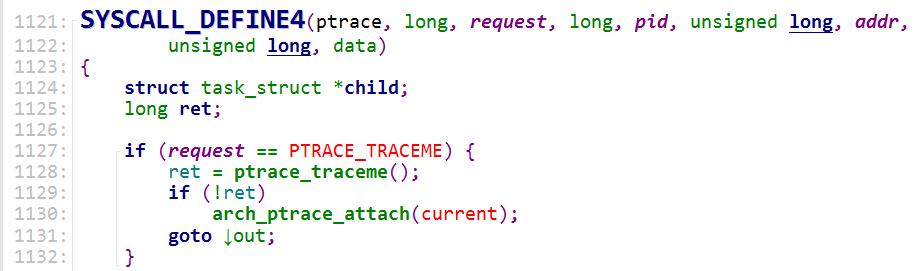 1121: SYSCALL_DEFINE4(ptrace, long, request, long, pid, unsigned long, addr,
1122:         unsigned long, data)
1123: {
1124:     struct task_struct *child;
1125:     long ret;
1126:
1127:     if (request == PTRACE_TRACEME) {
1128:         ret = ptrace_traceme();
1129:         if (!ret)
1130:             arch_ptrace_attach(current);
1131:         goto ↓out;
1132:     }